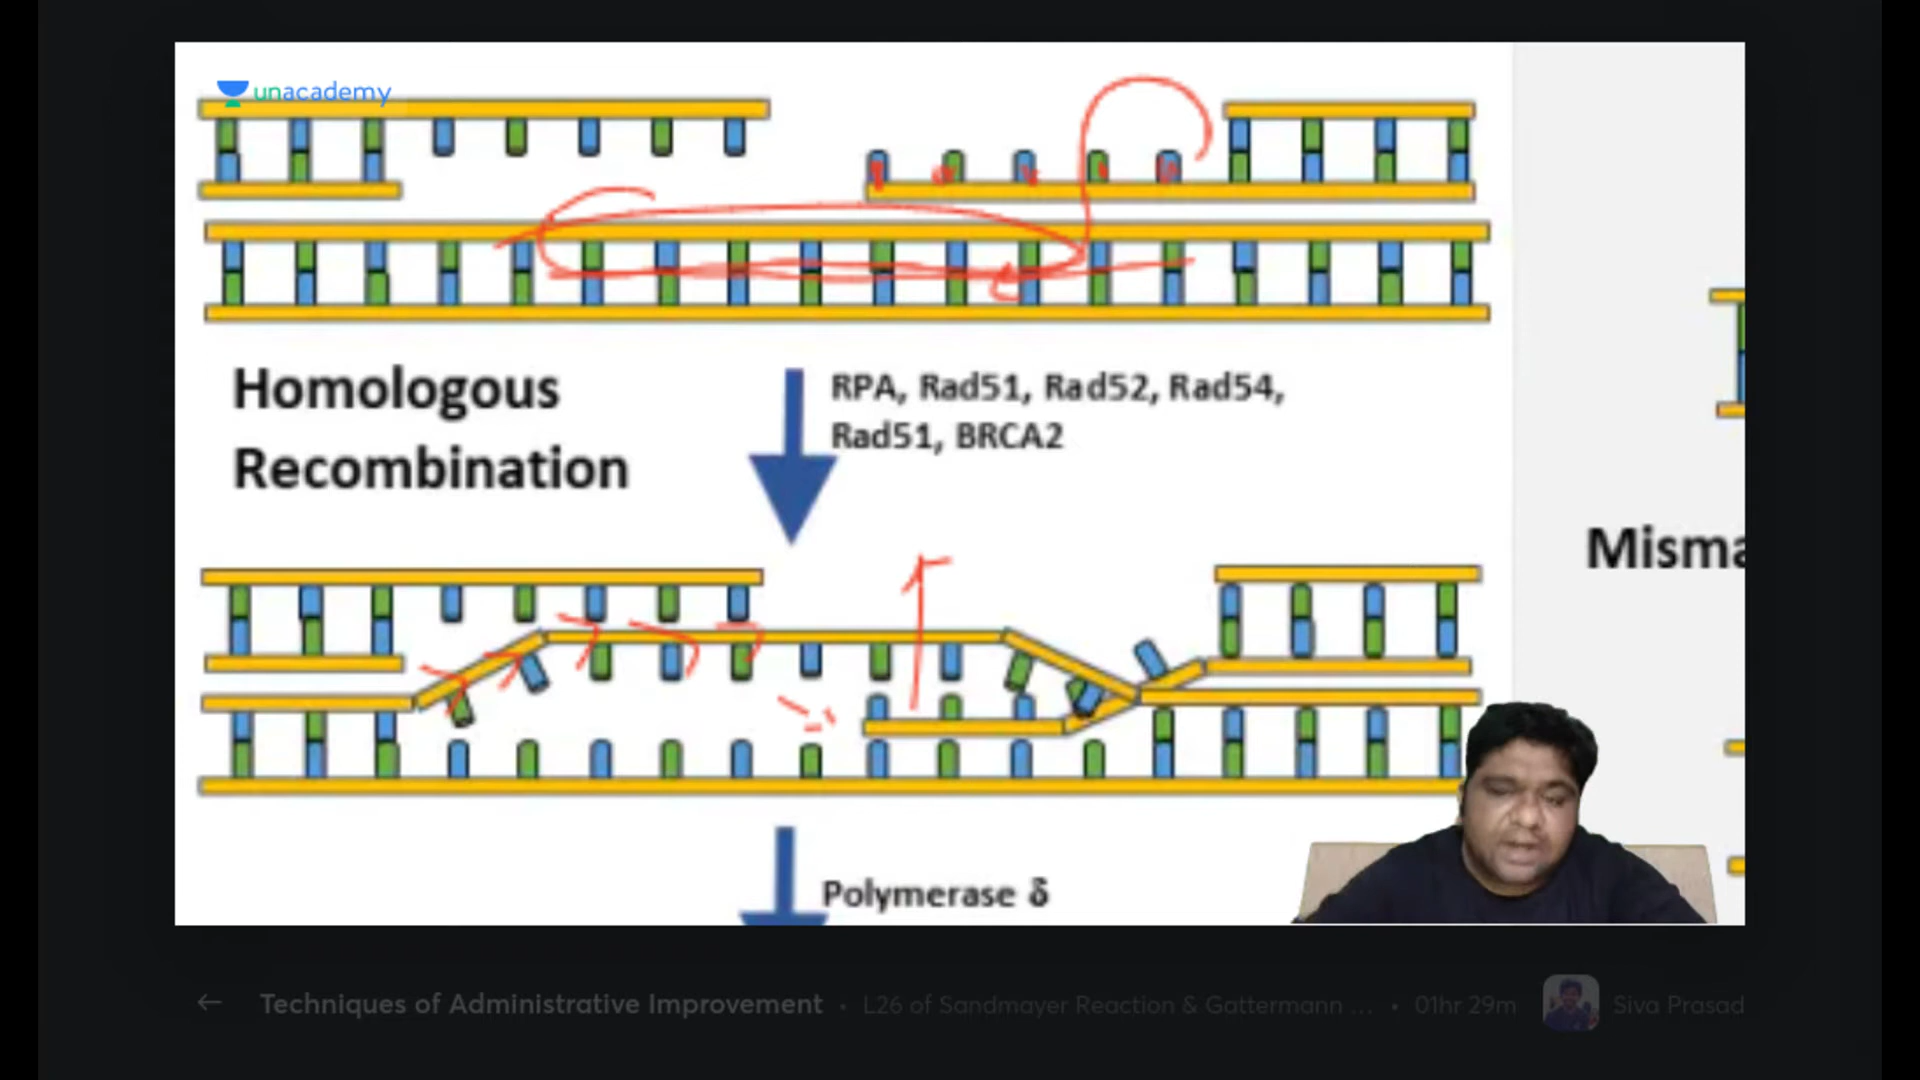 unacademy
Homologous
Recombination
RPA, Rad51, Rad52, Rad54,
Rad51, BRCA2
Misma
Polymerase δ
← Techniques of Administrative Improvement • L26 of Sandmayer Reaction & Gattermann ... • 01hr 29m Siva Prasad